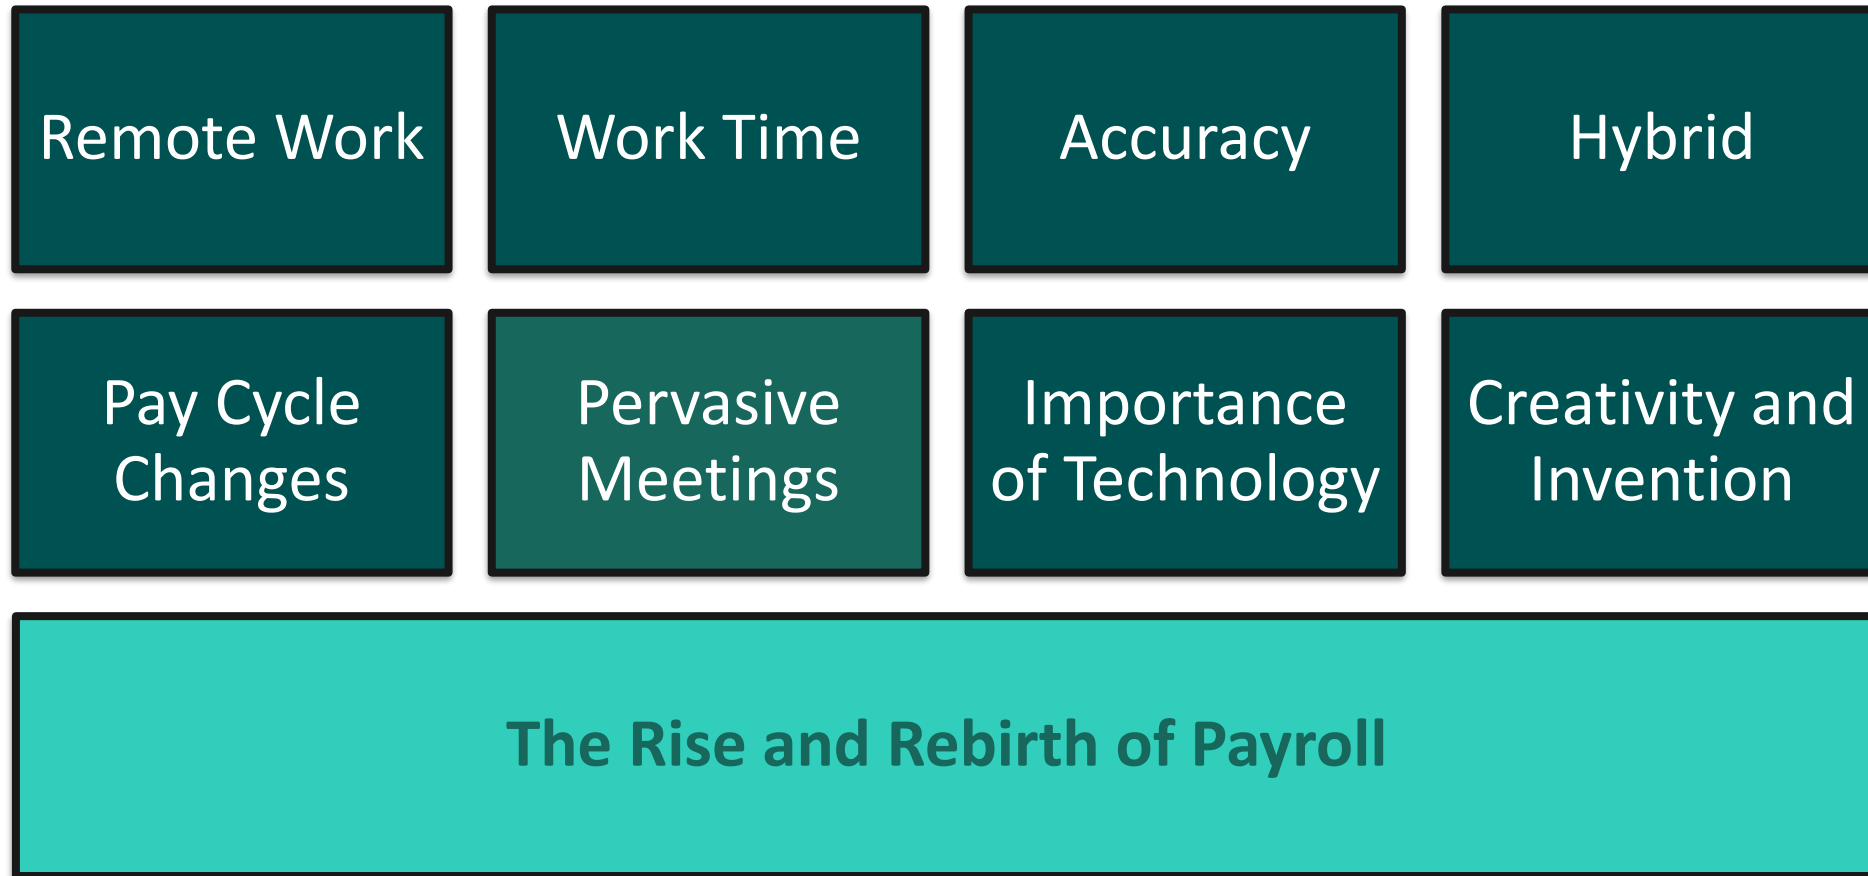 Remote Work
Work Time
Accuracy
Hybrid
Pay Cycle
Changes
Pervasive
Meetings
Importance
of Technology
Creativity and
Invention
The Rise and Rebirth of Payroll